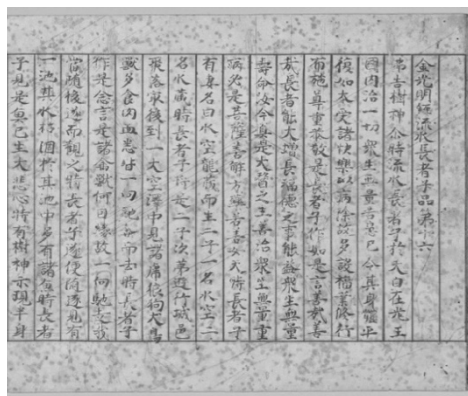 金光明經流水長者子品第十六
佛告樹神尒時流水長者子於天自在光王
國內治一切衆生無量苦患已令其身體平
復如本受諸快樂以病除故多設福業修行
布施尊重恭敬是長者子作如是言善哉善
哉長者能大增長福德之事能益衆生無量
壽命汝今真是大醫之王善治衆生無量重
病必是菩薩善解方藥善女天時長者子
有妻名曰水空龍藏而生二子一名水空二
名水藏時長者子將是二子次第遊行城邑
聚落最後到一大空澤中見諸虎狼狐犬鳥
獸多食肉血悉皆一向馳奔而去時長者子
作是念言是諸禽獸何因緣故一向馳走我
當隨後逐而觀之時長者子遂便隨逐見有
一池其水枯涸於其池中多有諸魚時長者
子見是魚已生大悲心時有樹神示現半身